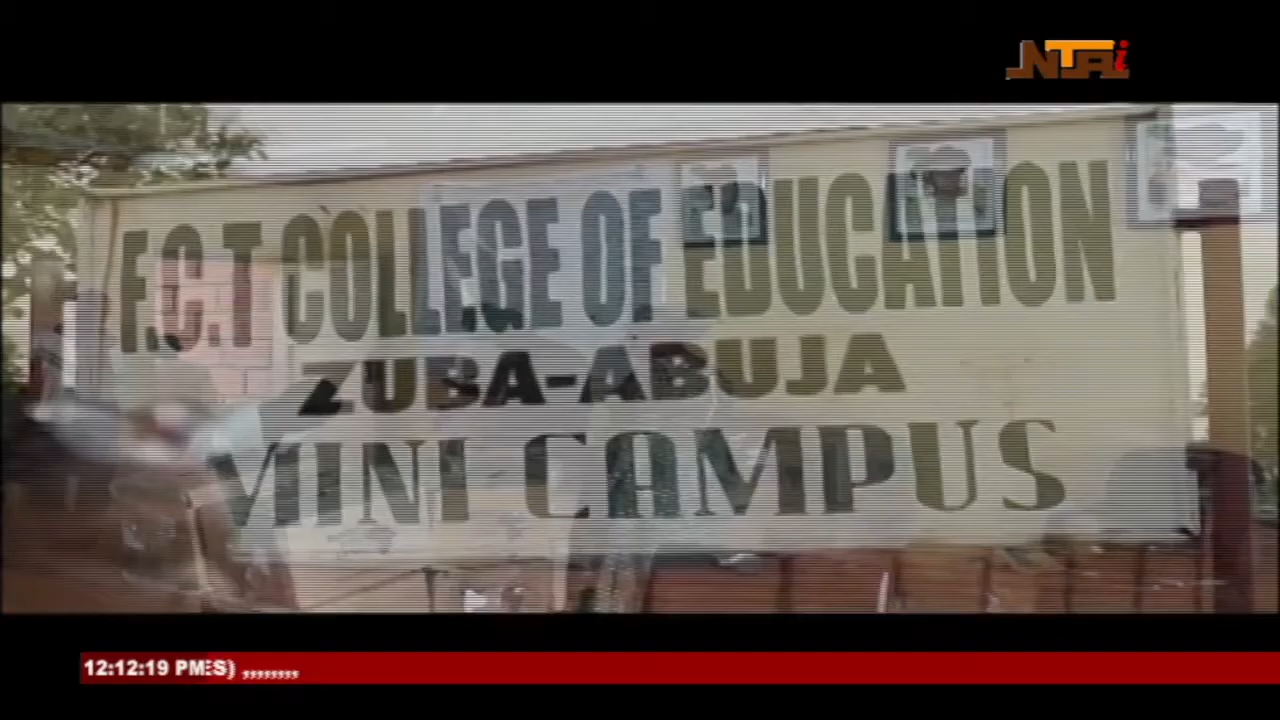 NTAi
F.C.T COLLEGE OF EDUCATION
ZUBA-ABUJA
MINI CAMPUS
12:12:19 PM:S) ,,,,,,,,